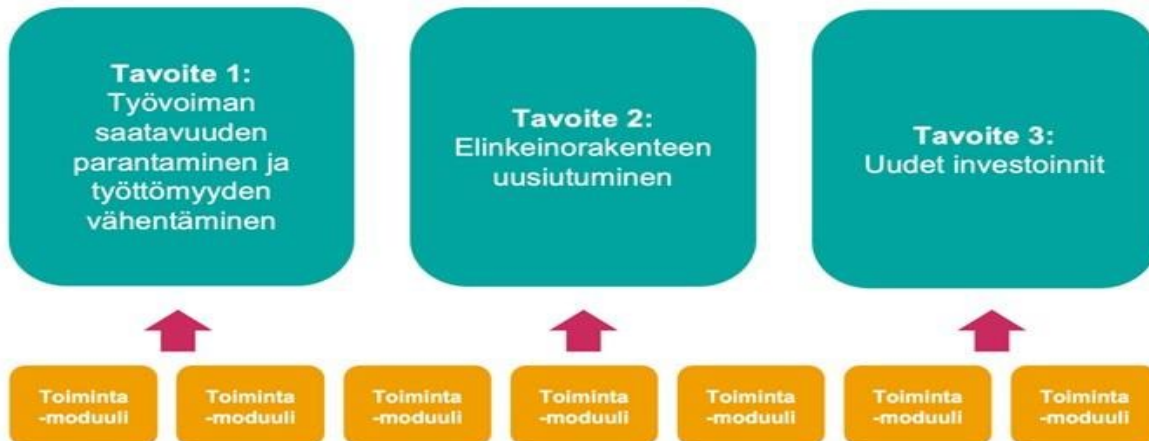 Tavoite 1:
Työvoiman
saatavuuden
parantaminen ja
työttömyyden
vähentäminen
Tavoite 2:
Elinkeinorakenteen
uusiutuminen
Tavoite 3:
Uudet investoinnit
Toiminta
-moduuli
Toiminta
-moduuli
Toiminta
-moduuli
Toiminta
-moduuli
Toiminta
-moduuli
Toiminta
-moduuli
Toiminta
-moduuli